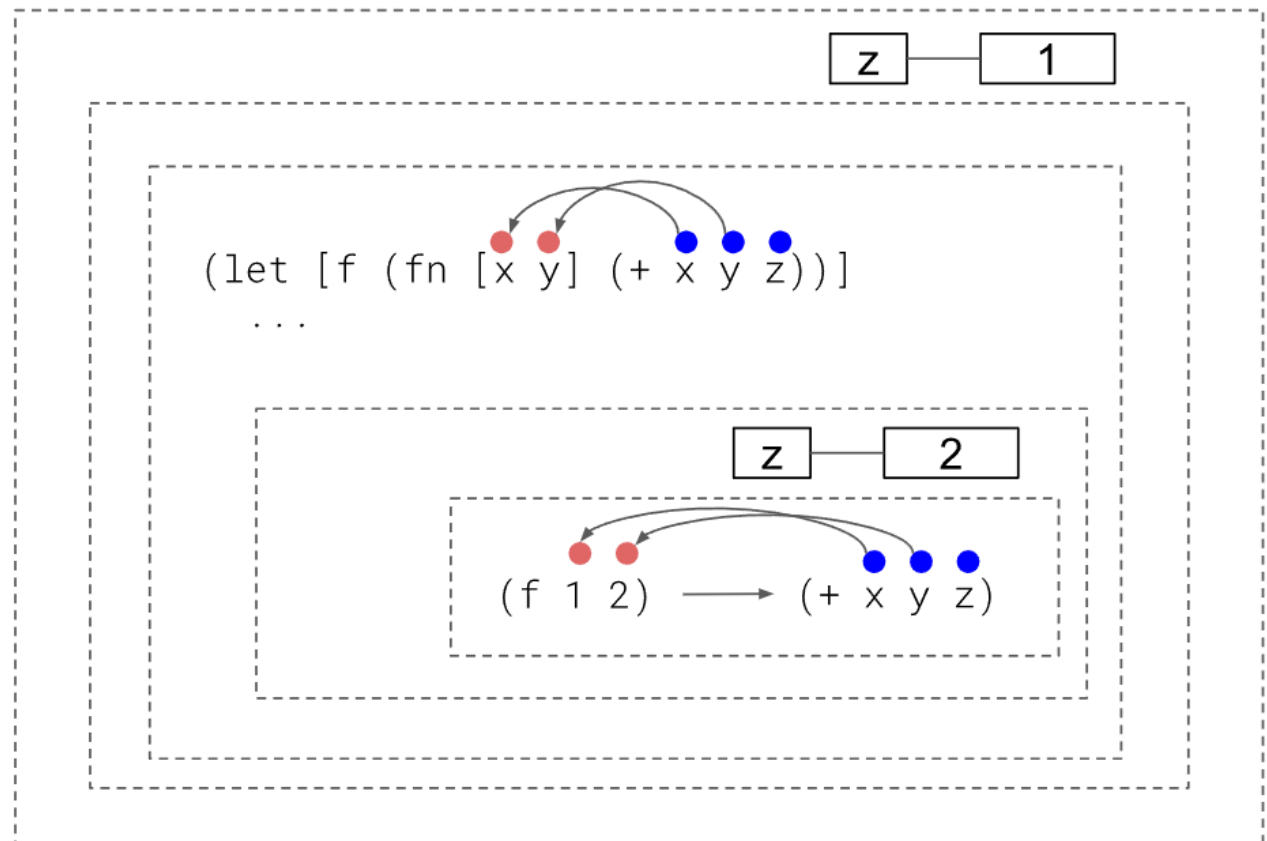 z 1
(let [f (fn [x y] (+ x y z))]
...
z 2
(f 1 2) (+ x y z)